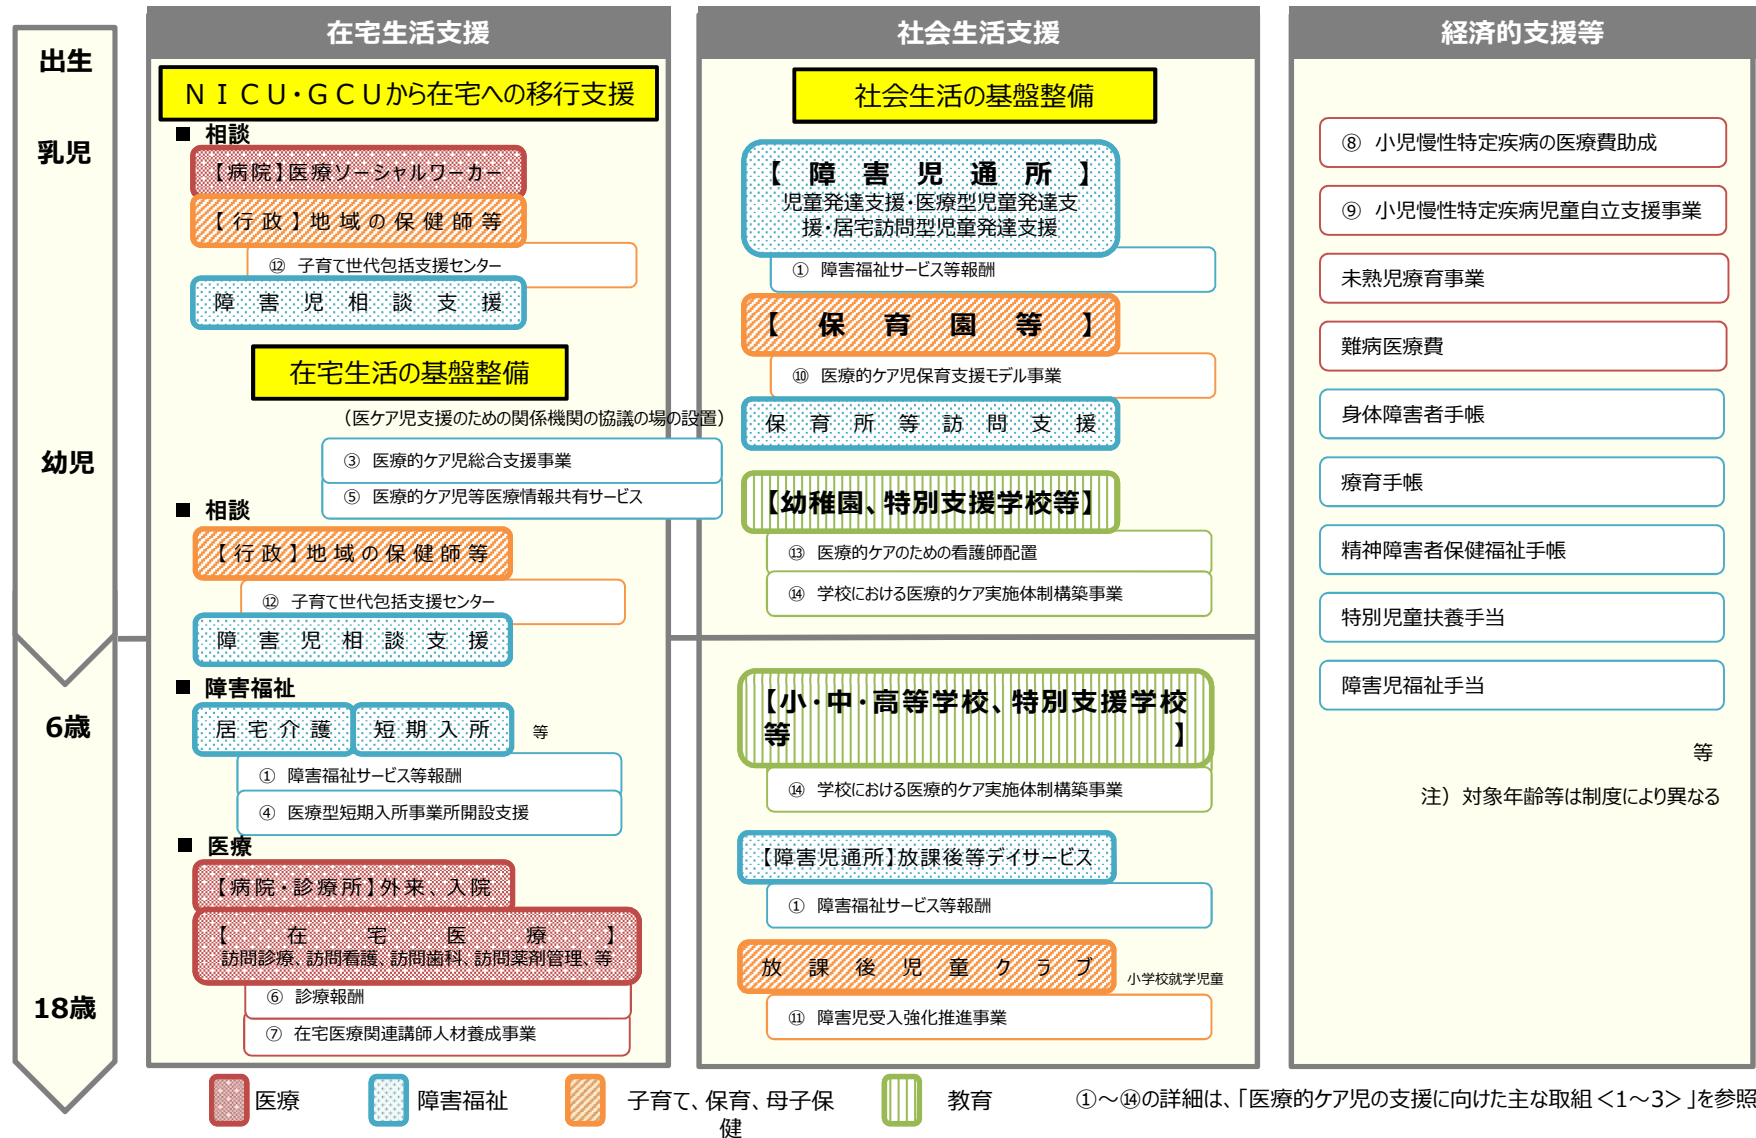 出生
乳児
幼児
6歳
18歳
在宅生活支援
ＮＩＣＵ・ＧＣＵから在宅への移行支援
■ 相談
【病院】医療ソーシャルワーカー
【行政】地域の保健師等
⑫ 子育て世代包括支援センター
障害児相談支援
在宅生活の基盤整備
（医ケア児支援のための関係機関の協議の場の設置）
③ 医療的ケア児総合支援事業
⑤ 医療的ケア児等医療情報共有サービス
■ 相談
【行政】地域の保健師等
⑫ 子育て世代包括支援センター
障害児相談支援
■ 障害福祉
居宅介護 短期入所 等
① 障害福祉サービス等報酬
④ 医療型短期入所事業所開設支援
■ 医療
【病院・診療所】外来、入院
【在宅医療】
訪問診療、訪問看護、訪問歯科、訪問薬剤管理、等
⑥ 診療報酬
⑦ 在宅医療関連講師人材養成事業
社会生活支援
社会生活の基盤整備
【障害児通所】
児童発達支援・医療型児童発達支
援・居宅訪問型児童発達支援
① 障害福祉サービス等報酬
【保育園等】
⑩ 医療的ケア児保育支援モデル事業
保育所等訪問支援
【幼稚園、特別支援学校等】
⑬ 医療的ケアのための看護師配置
⑭ 学校における医療的ケア実施体制構築事業
【小・中・高等学校、特別支援学校
等】
⑭ 学校における医療的ケア実施体制構築事業
【障害児通所】放課後等デイサービス
① 障害福祉サービス等報酬
放課後児童クラブ 小学校就学児童
⑪ 障害児受入強化推進事業
経済的支援等
⑧ 小児慢性特定疾病の医療費助成
⑨ 小児慢性特定疾病児童自立支援事業
未熟児療育事業
難病医療費
身体障害者手帳
療育手帳
精神障害者保健福祉手帳
特別児童扶養手当
障害児福祉手当
等
注）対象年齢等は制度により異なる
医療
障害福祉
子育て、保育、母子保
健
教育
①～⑭の詳細は、「医療的ケア児の支援に向けた主な取組＜1～3＞」を参照